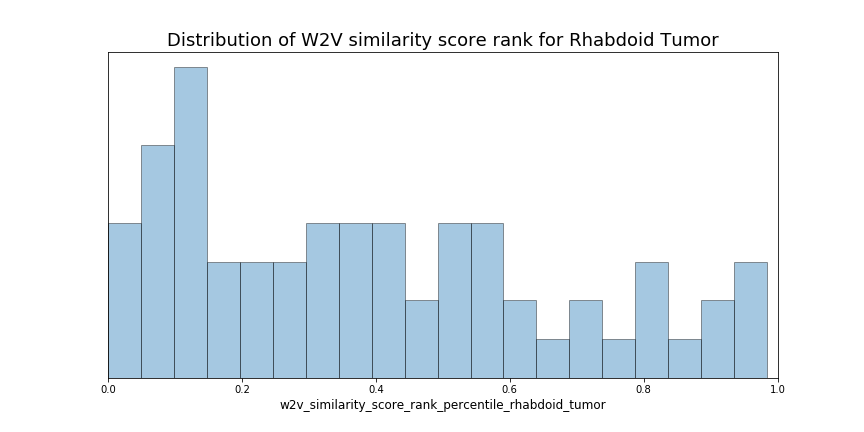 Distribution of W2V similarity score rank for Rhabdoid Tumor
0.0 0.2 0.4 0.6 0.8 1.0
w2v_similarity_score_rank_percentile_rhabdoid_tumor